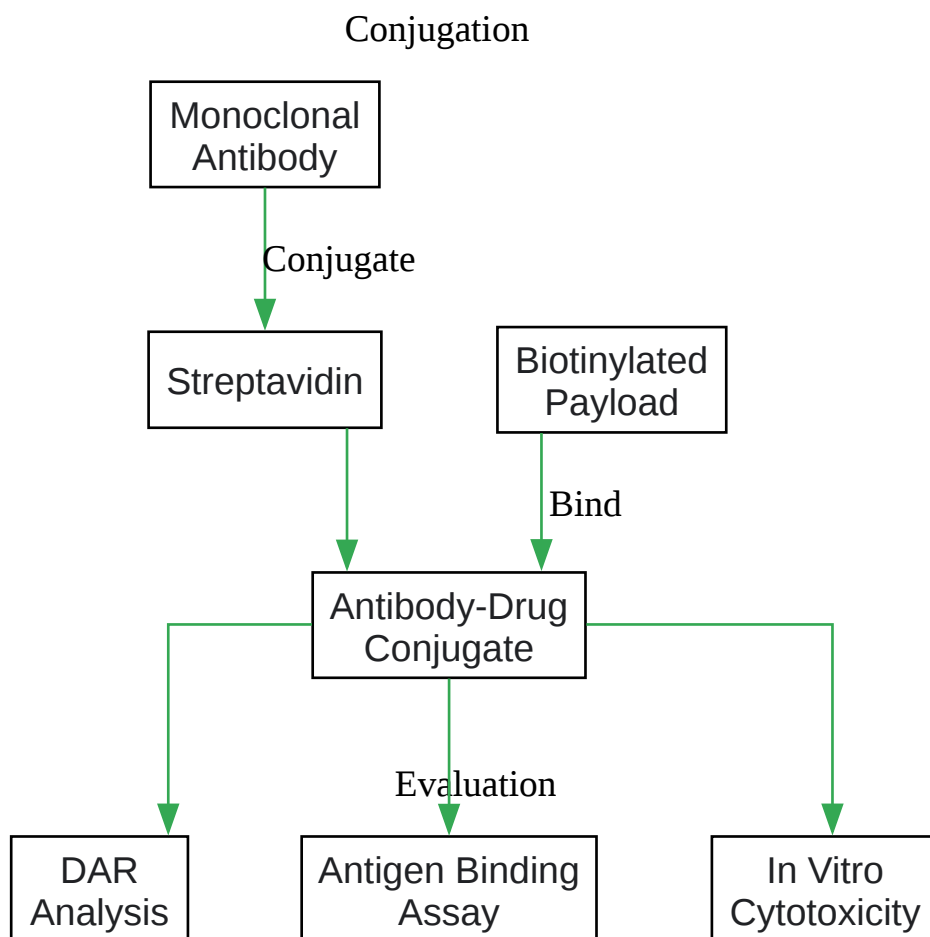 Conjugation
Monoclonal
Antibody
Conjugate
Streptavidin
Biotinylated
Payload
Bind
Antibody-Drug
Conjugate
Evaluation
DAR
Analysis
Antigen Binding
Assay
In Vitro
Cytotoxicity